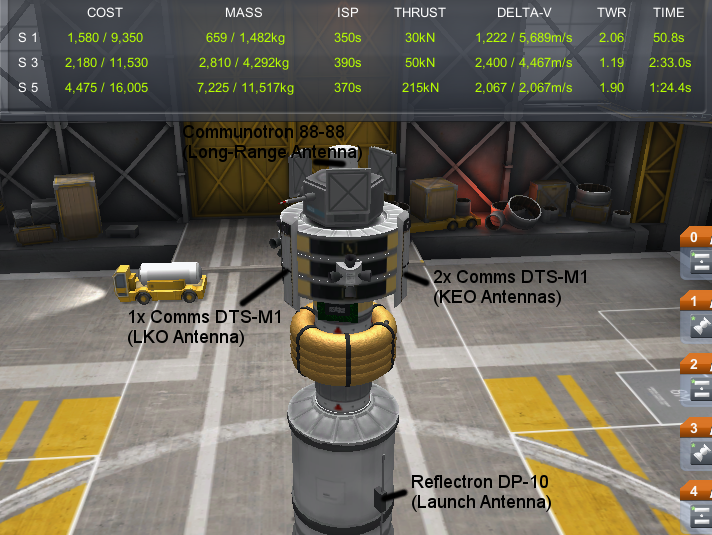 COST MASS ISP THRUST DELTA-V TWR TIME
S 1 1,580 / 9,350 659 / 1,482kg 350s 30kN 1,222 / 5,689m/s 2.06 50.8s
S 3 2,180 / 11,530 2,810 / 4,292kg 390s 50kN 2,400 / 4,467m/s 1.19 2:33.0s
S 5 4,475 / 16,005 7,225 / 11,517kg 370s 215kN 2,067 / 2,067m/s 1.90 1:24.4s
Communotron 88-88
(Long-Range Antenna)
0
2x Comms DTS-M1
(KEO Antennas)
1x Comms DTS-M1
(LKO Antenna)
1
2
3
Reflectron DP-10
(Launch Antenna)
4